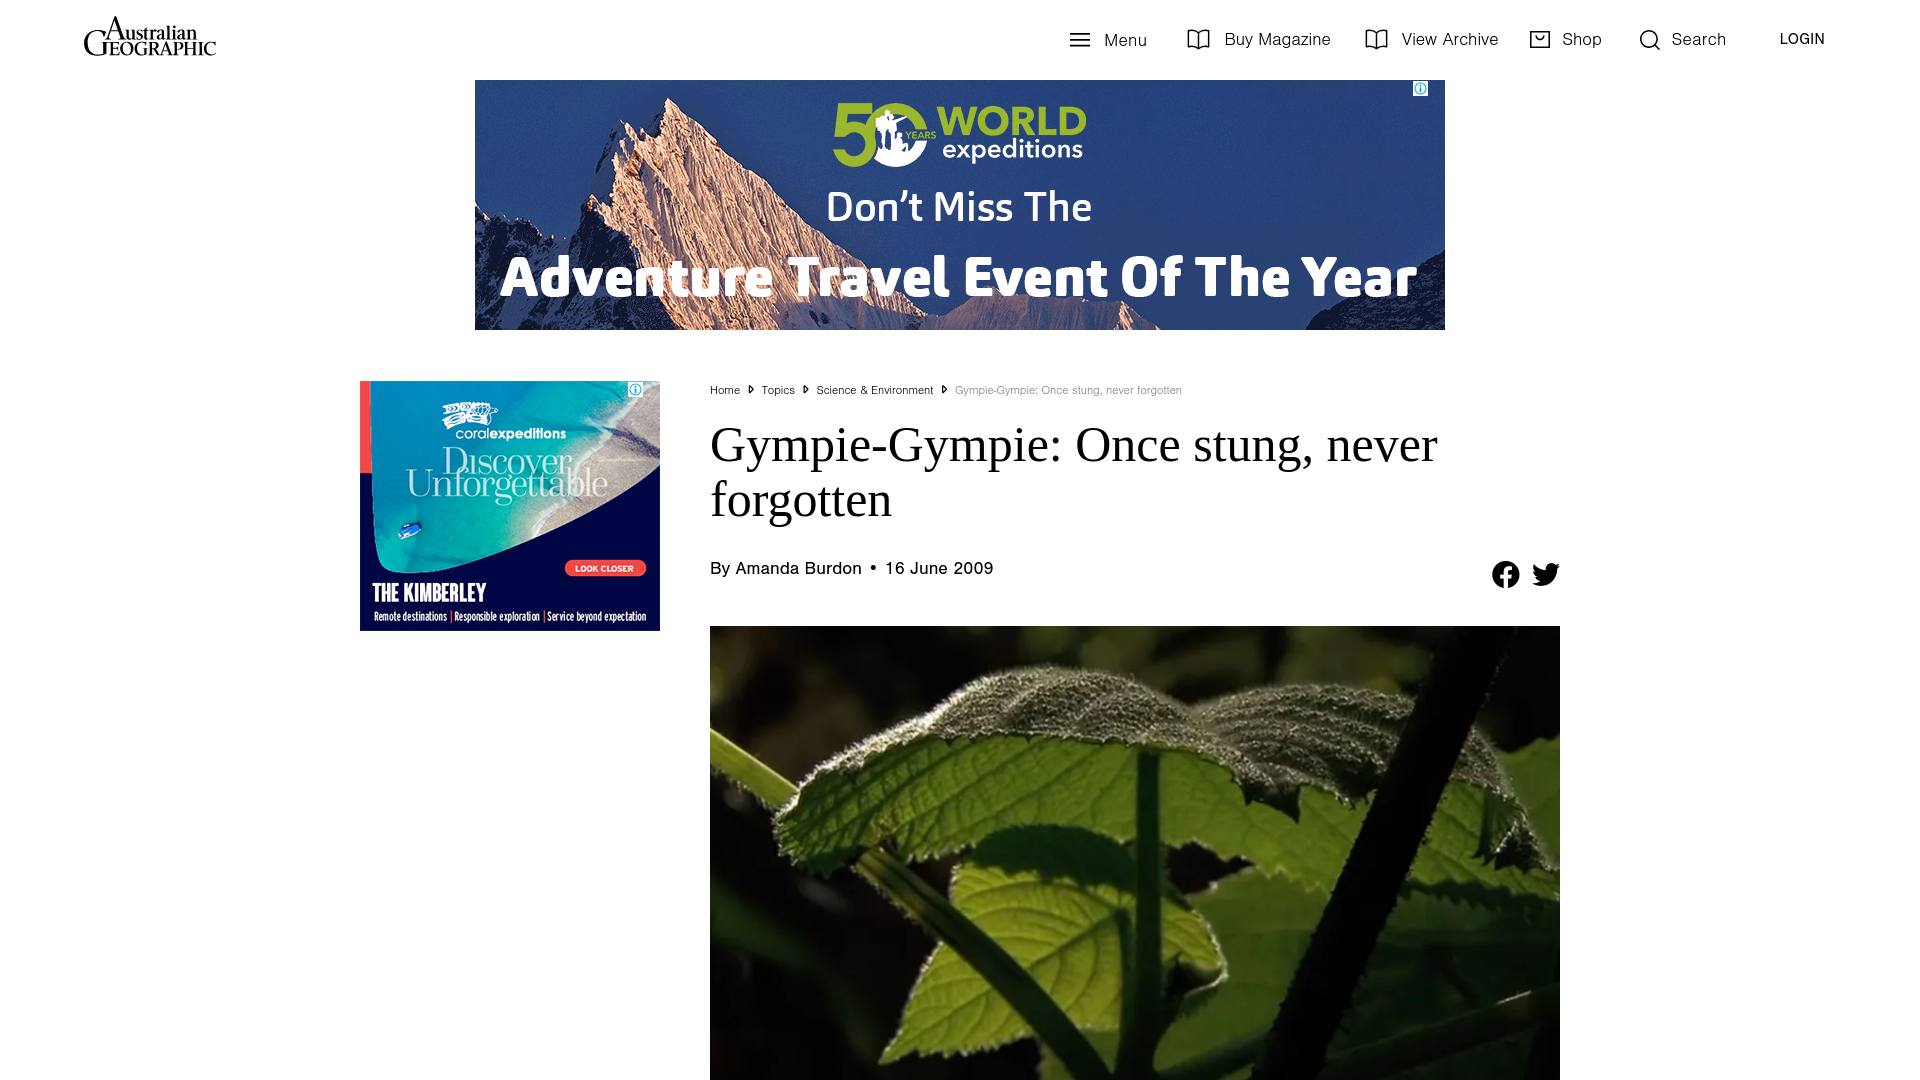 Australian
GEOGRAPHIC
Menu
Buy Magazine
View Archive
Shop
Search
LOGIN
50 YEARS WORLD
expeditions
Don't Miss The
Adventure Travel Event Of The Year
coralexpeditions
Discover
Unforgettable
LOOK CLOSER
THE KIMBERLEY
Remote destinations | Responsible exploration | Service beyond expectation
Home Topics Science & Environment Gympie-Gympie: Once stung, never forgotten
Gympie-Gympie: Once stung, never
forgotten
By Amanda Burdon • 16 June 2009